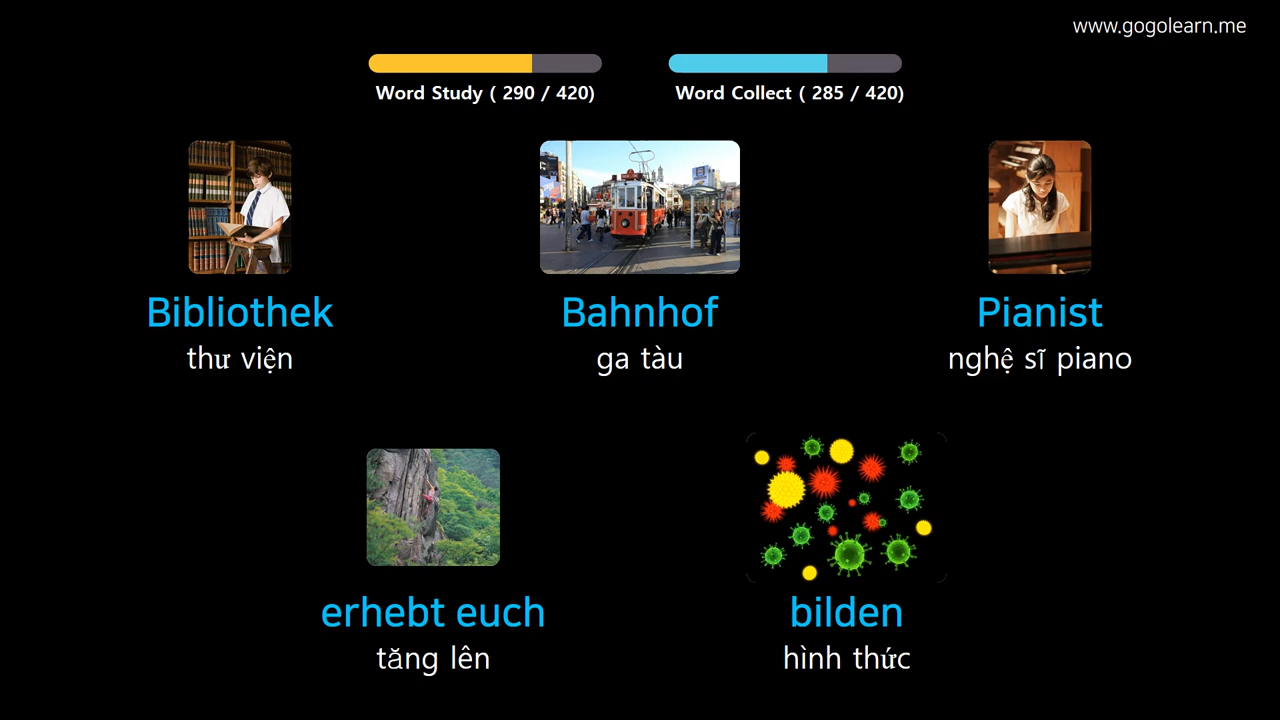 www.gogolearn.me
Word Study ( 290 / 420)
Word Collect ( 285 / 420)
Bibliothek
thư viện
Bahnhof
ga tàu
Pianist
nghệ sĩ piano
erhebt euch
tăng lên
bilden
hình thức